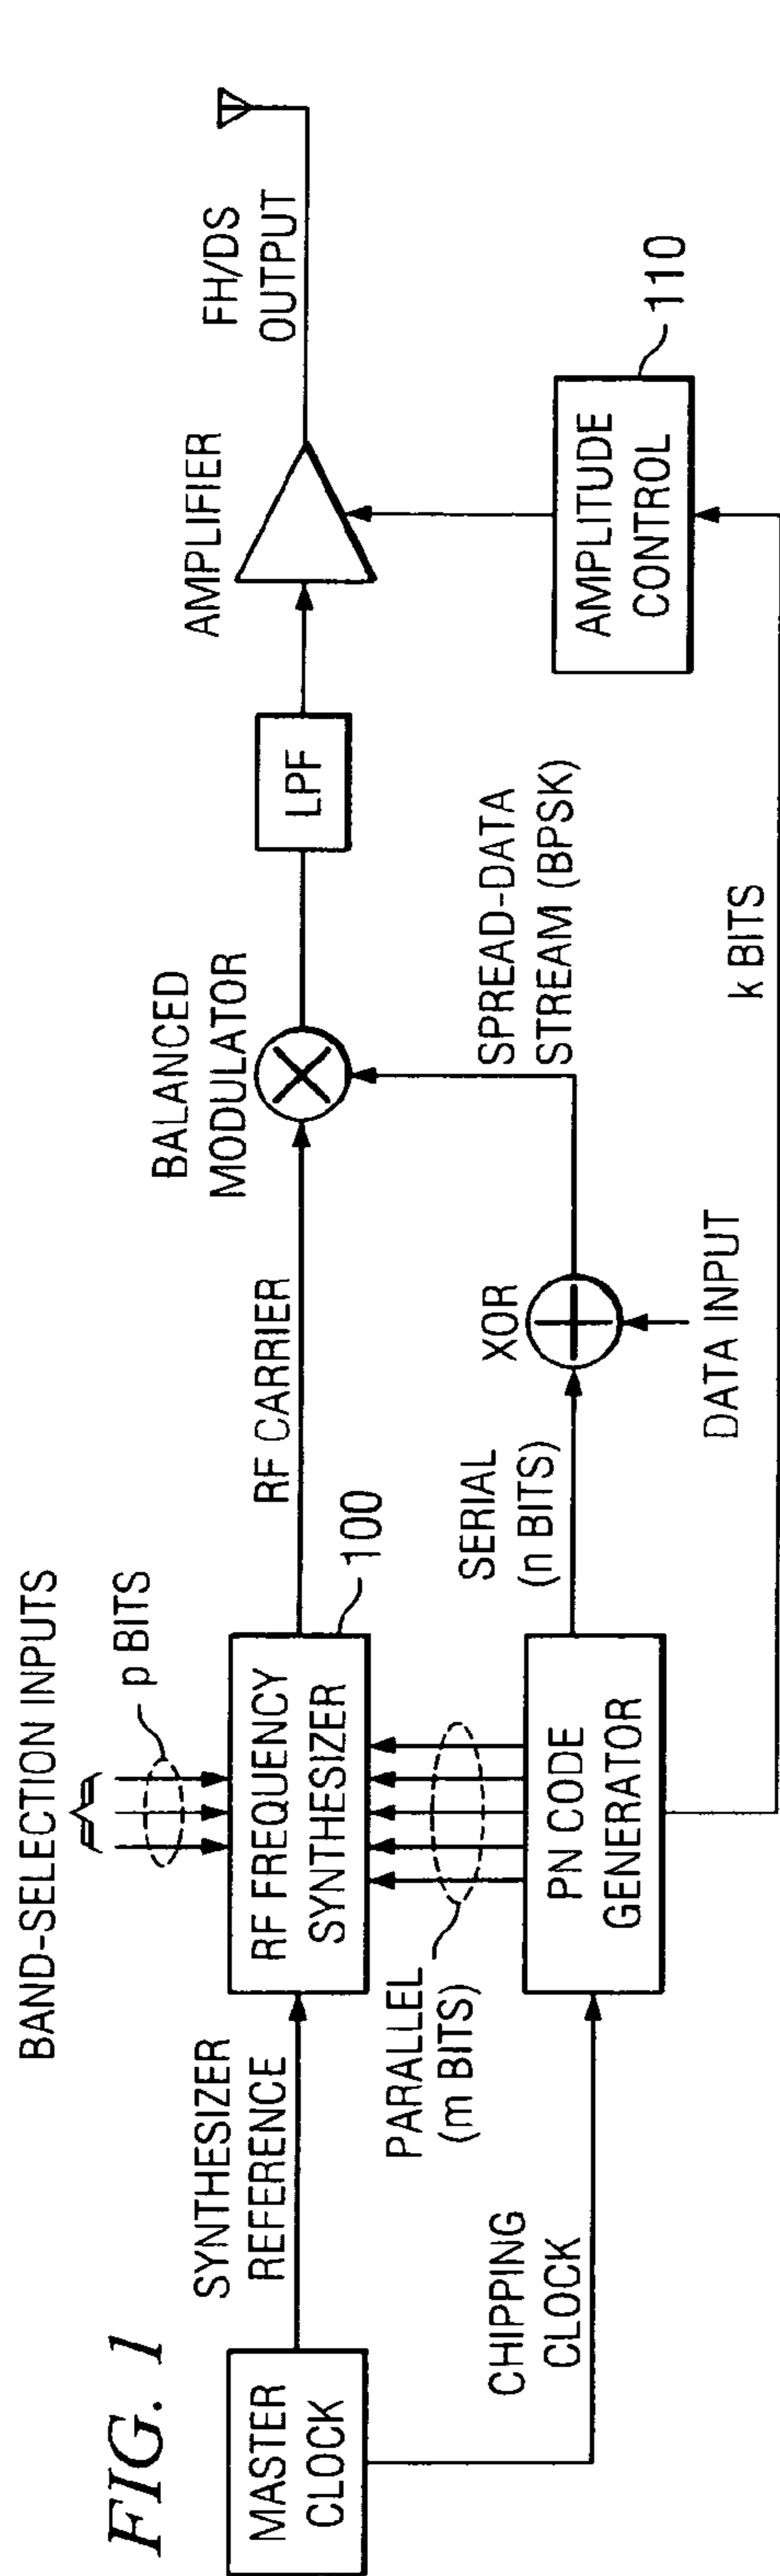 FIG. 1
BAND-SELECTION INPUTS
p BITS
MASTER
CLOCK
SYNTHESIZER
REFERENCE
RF FREQUENCY
SYNTHESIZER
100
RF CARRIER
BALANCED
MODULATOR
LPF
AMPLIFIER
FH/DS
OUTPUT
CHIPPING
CLOCK
PARALLEL
(m BITS)
PN CODE
GENERATOR
SERIAL
(n BITS)
XOR
DATA INPUT
SPREAD-DATA
STREAM (BPSK)
k BITS
AMPLITUDE
CONTROL
110